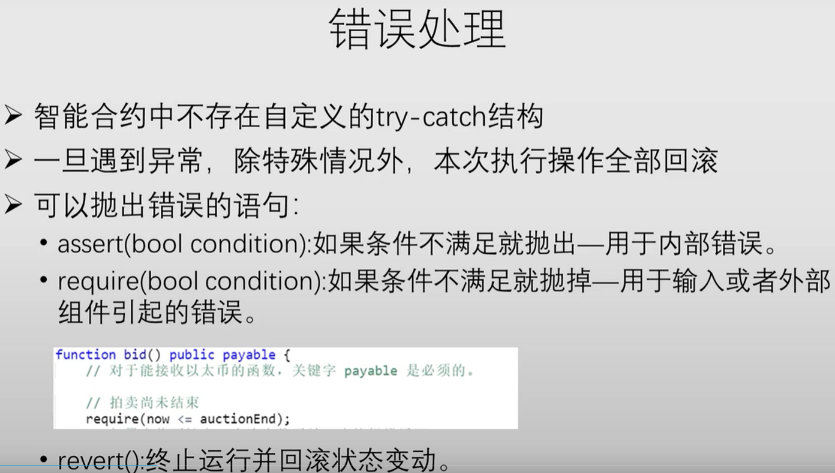 错误处理
➤ 智能合约中不存在自定义的try-catch结构
➤ 一旦遇到异常，除特殊情况外，本次执行操作全部回滚
➤ 可以抛出错误的语句:
• assert(bool condition):如果条件不满足就抛出—用于内部错误。
• require(bool condition):如果条件不满足就抛掉—用于输入或者外部
组件引起的错误。
function bid() public payable {
// 对于能接收以太币的函数，关键字 payable 是必须的。
// 拍卖尚未结束
require(now <= auctionEnd);
• revert():终止运行并回滚状态变动。